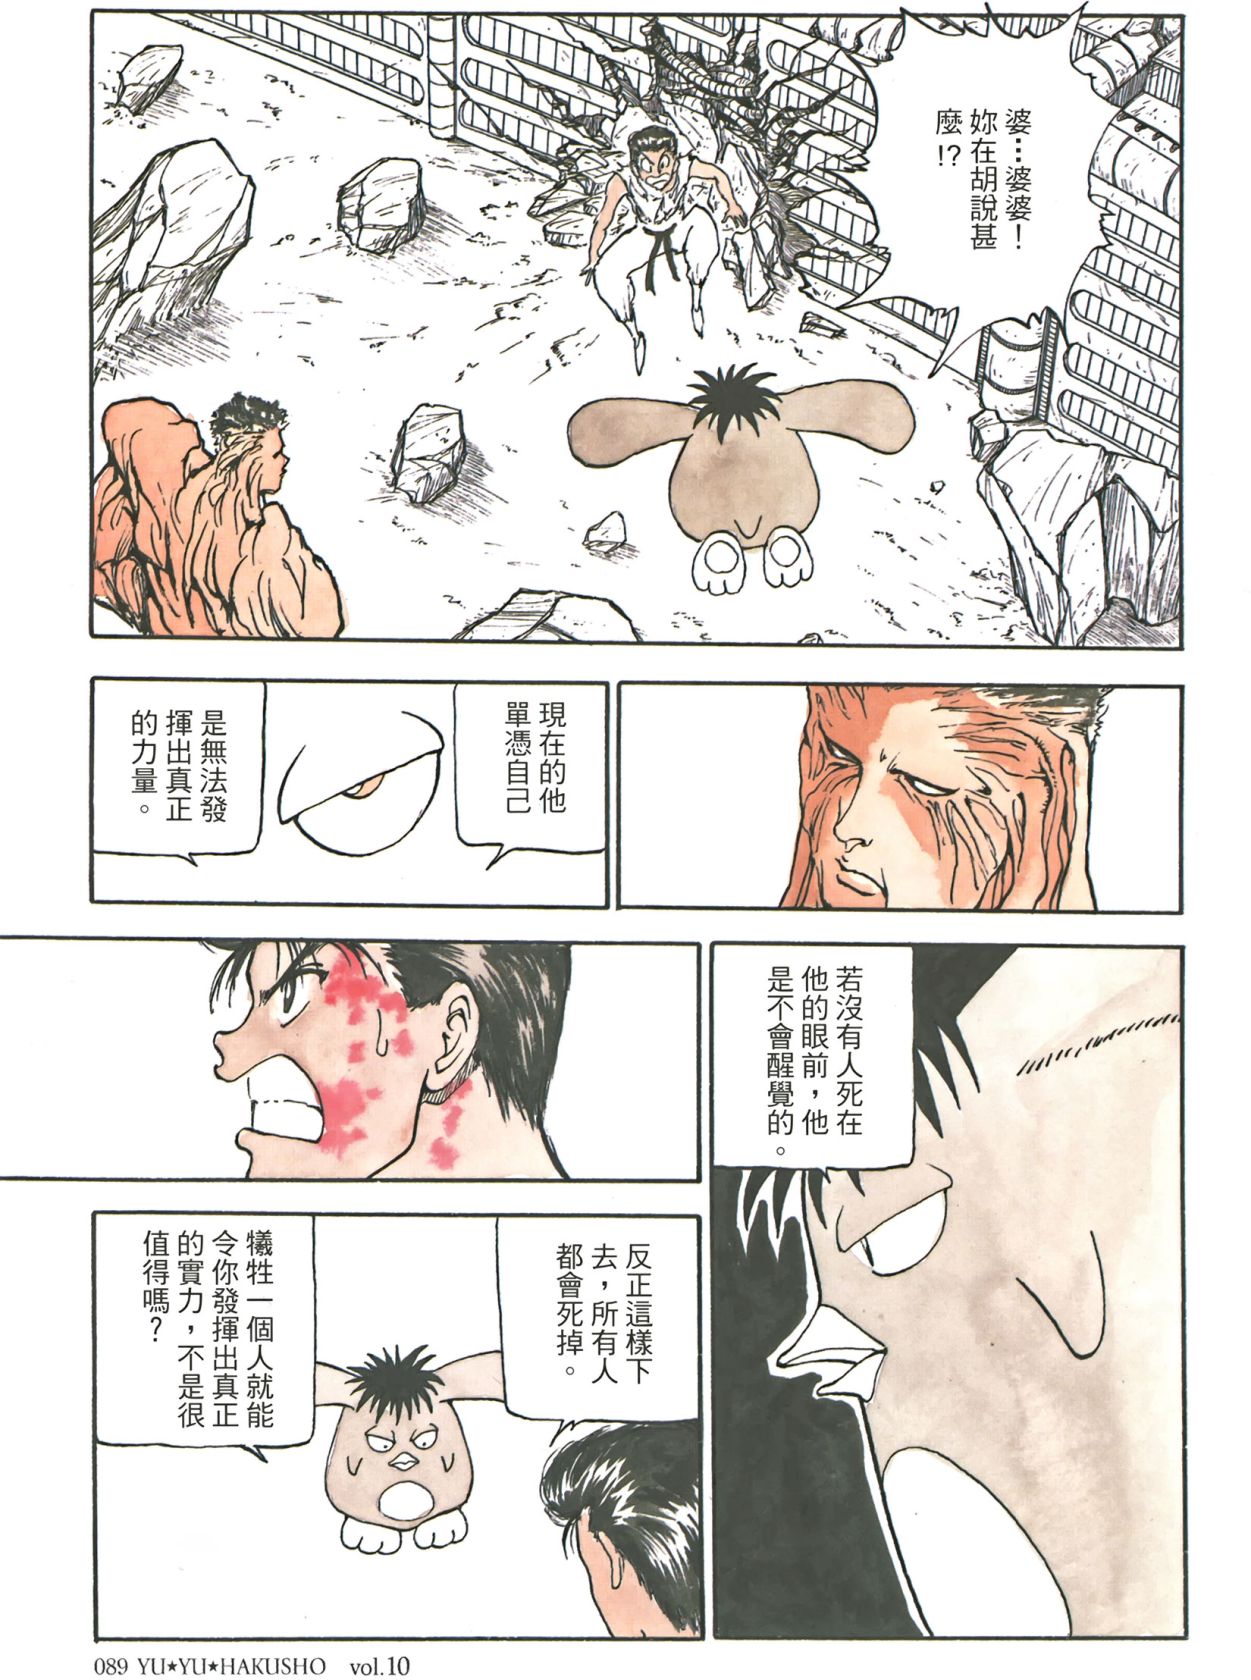 婆⋯婆婆！
妳在胡說甚
麼!?
現在的他
單憑自己
是無法發
揮出真正
的力量。
若沒有人死在
他的眼前，他
是不會醒覺的。
反正這樣下
去，所有人
都會死掉。
犧牲一個人就能
令你發揮出真正
的實力，不是很
值得嗎？
089 YU★YU★HAKUSHO vol.10